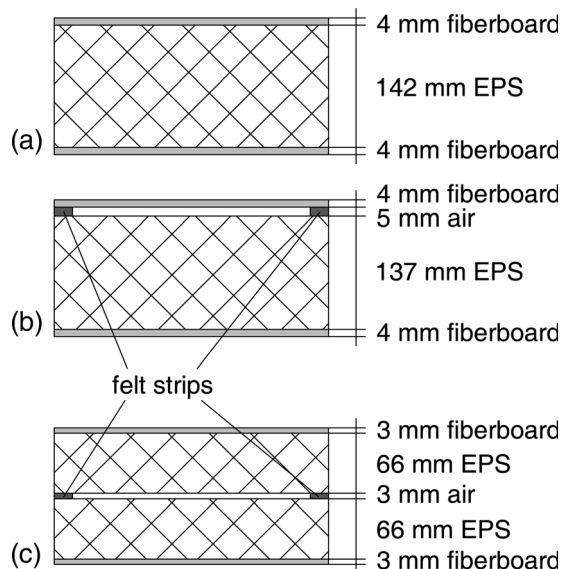 4 mm fiberboard
142 mm EPS
(a)
4 mm fiberboard
4 mm fiberboard
5 mm air
137 mm EPS
(b)
4 mm fiberboard
felt strips
3 mm fiberboard
66 mm EPS
3 mm air
66 mm EPS
(c)
3 mm fiberboard